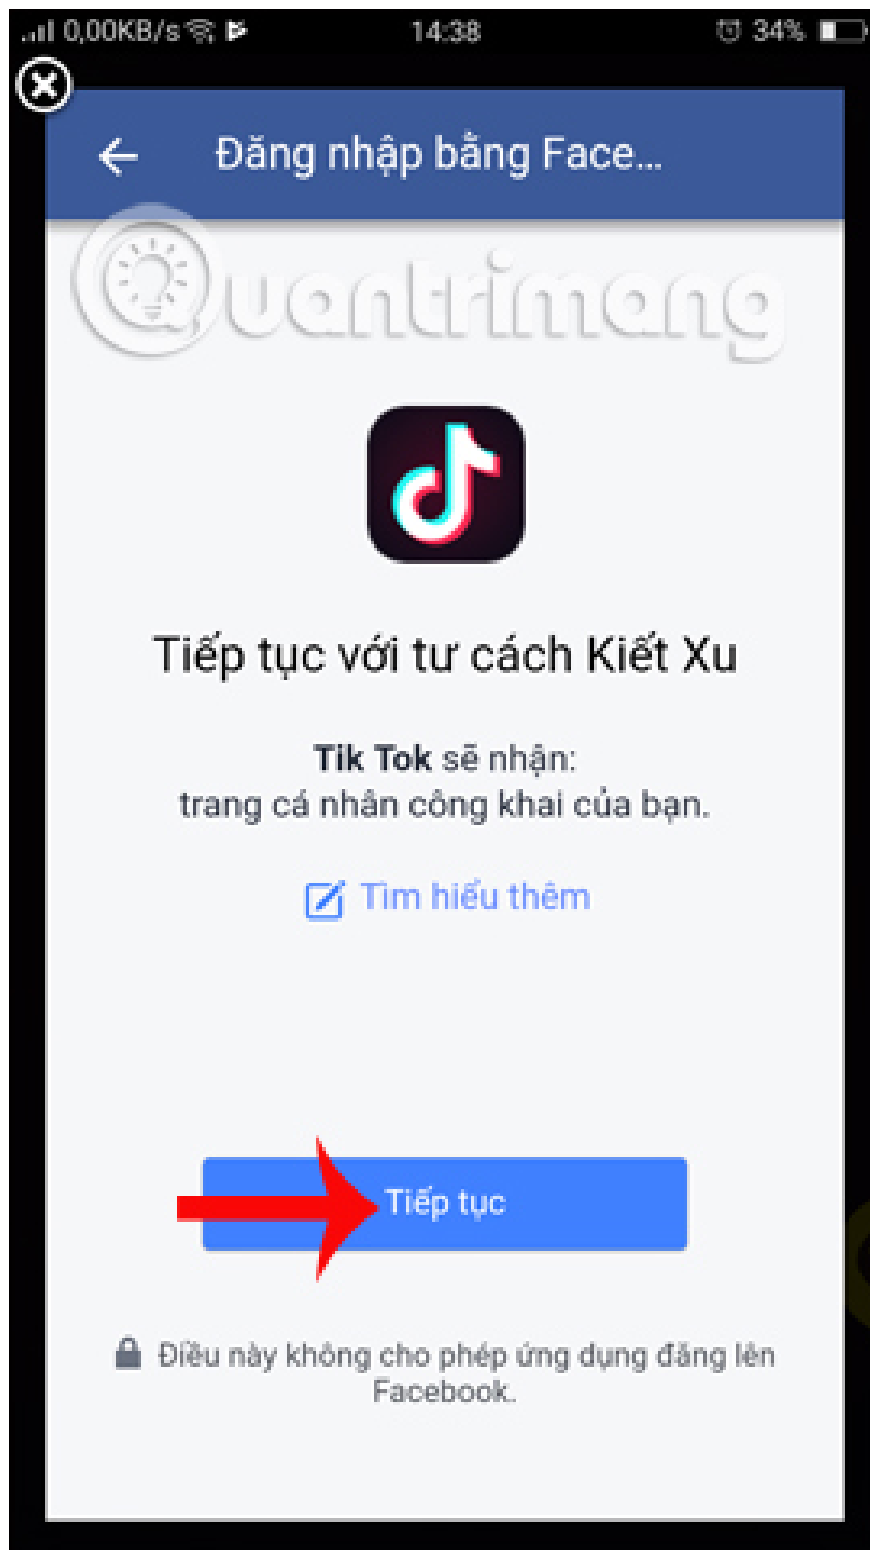 0,00KB/s 14:38 34%
Đăng nhập bằng Face...
Quantrimang
Tiếp tục với tư cách Kiết Xu
Tik Tok sẽ nhận:
trang cá nhân công khai của bạn.
Tìm hiểu thêm
Tiếp tục
Điều này không cho phép ứng dụng đăng lên
Facebook.